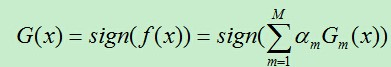 G(x) = sign(f(x)) = sign(∑_{m=1}^{M} α_m G_m(x))